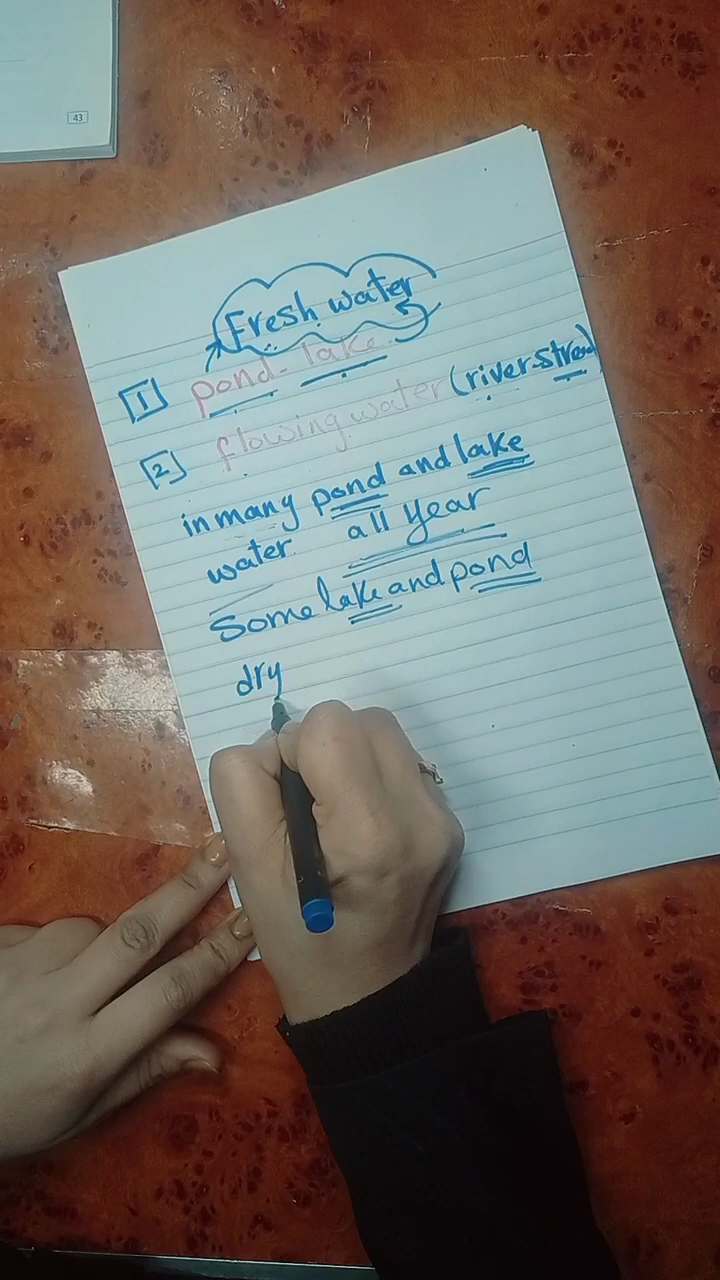 43
Fresh water
1 pond - lake
2 flowing water (river-stream)
in many pond and lake
water all year
Some lake and pond
dry